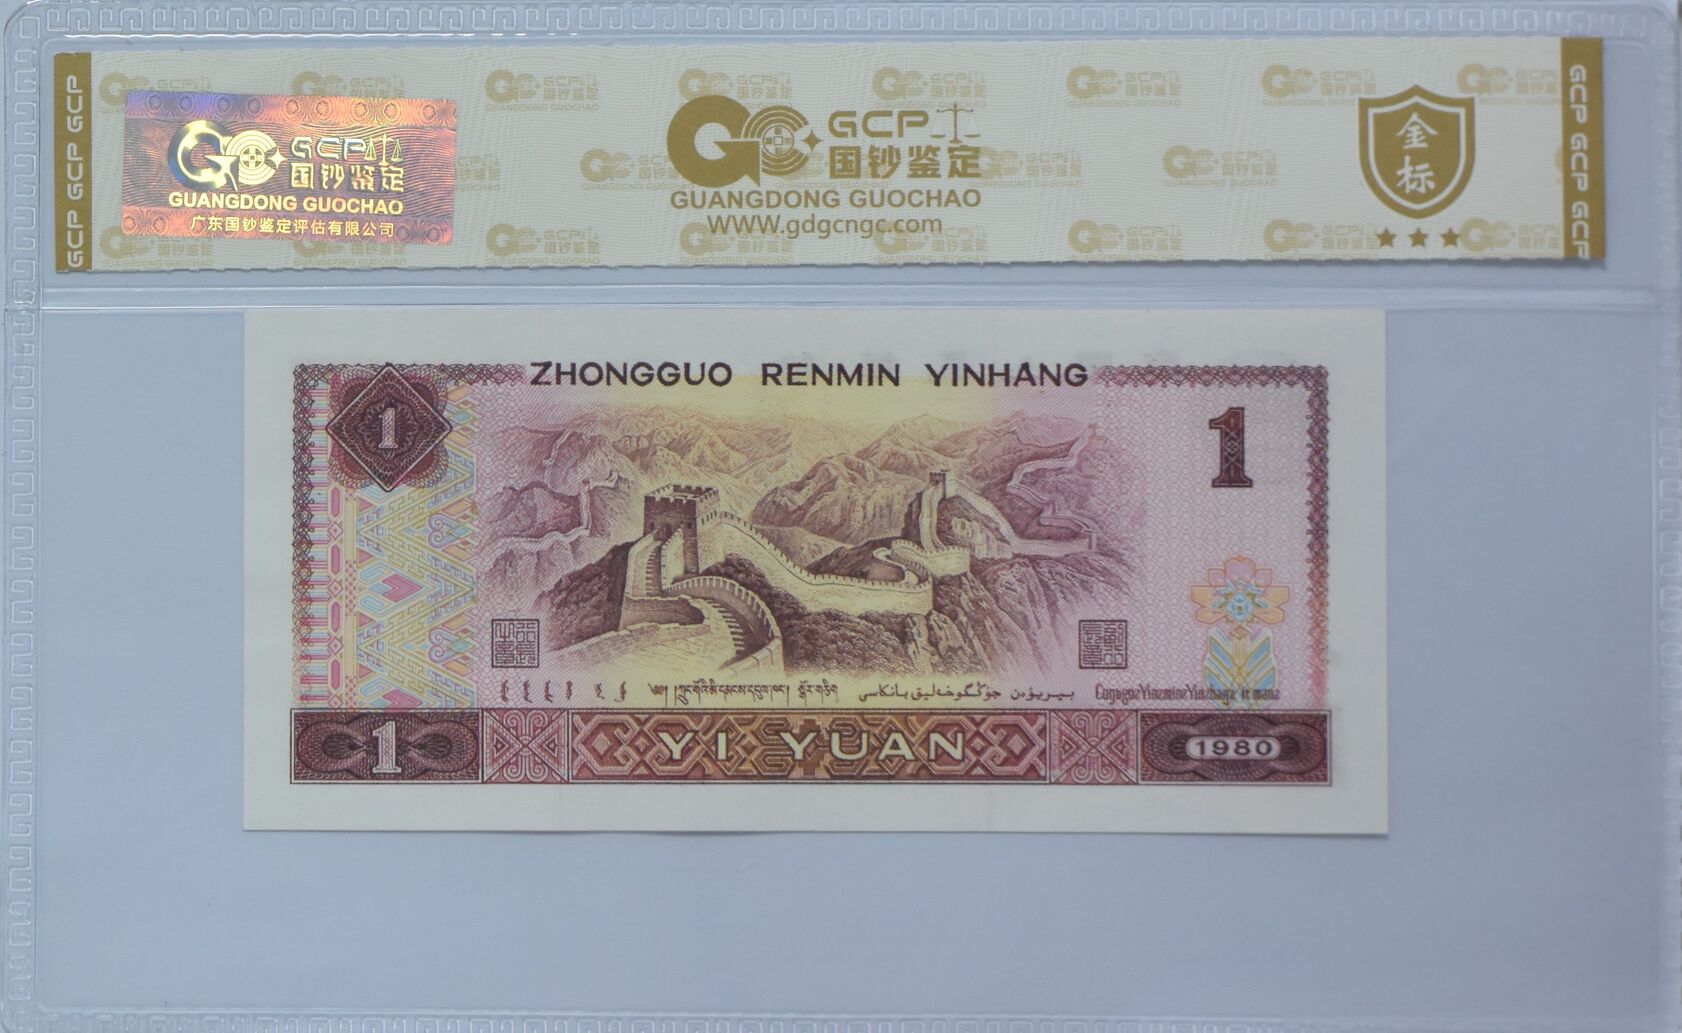 GCP GCP GCP
GCP
国钞鉴定
GUANGDONG GUOCHAO
广东国钞鉴定评估有限公司
GCP
国钞鉴定
GUANGDONG GUOCHAO
WWW.gdgcngc.com
金标
GCP GCP GCP
ZHONGGUO RENMIN YINHANG
1
1
1
YI YUAN
1980